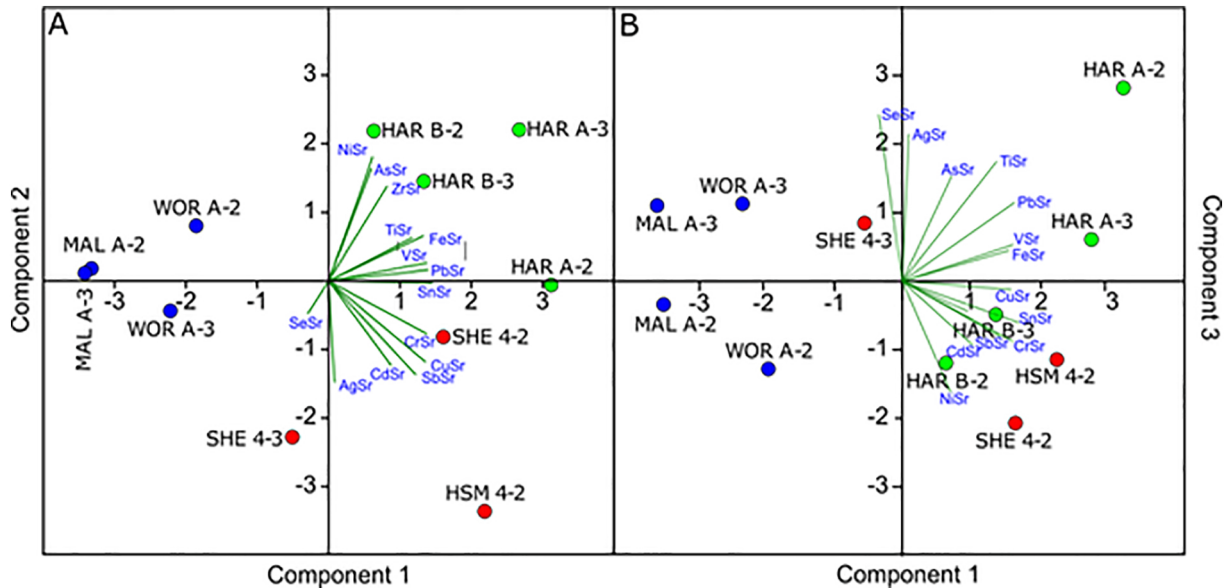 A
3
HAR B-2
HAR A-3
2
NiSr
AsSr
ZrSr
HAR B-3
WOR A-2
1
TiSr
FeSr
MAL A-2
VSr
PbSr
HAR A-2
-3
-2
-1
1
2
3
SnSr
MAL A-3
WOR A-3
SeSr
CrSr
SHE 4-2
-1
CuSr
CdSr
SbSr
AgSr
-2
SHE 4-3
-3
HSM 4-2
Component 2
Component 1
B
3
HAR A-2
SeSr
2
AgSr
AsSr
TiSr
WOR A-3
PbSr
1
MAL A-3
HAR A-3
SHE 4-3
VSr
FeSr
-3
-2
-1
1
2
3
CuSr
MAL A-2
SnSr
HAR B-3
SbSr
CrSr
-1
CdSr
WOR A-2
HAR B-2
HSM 4-2
NiSr
-2
SHE 4-2
-3
Component 3
Component 1